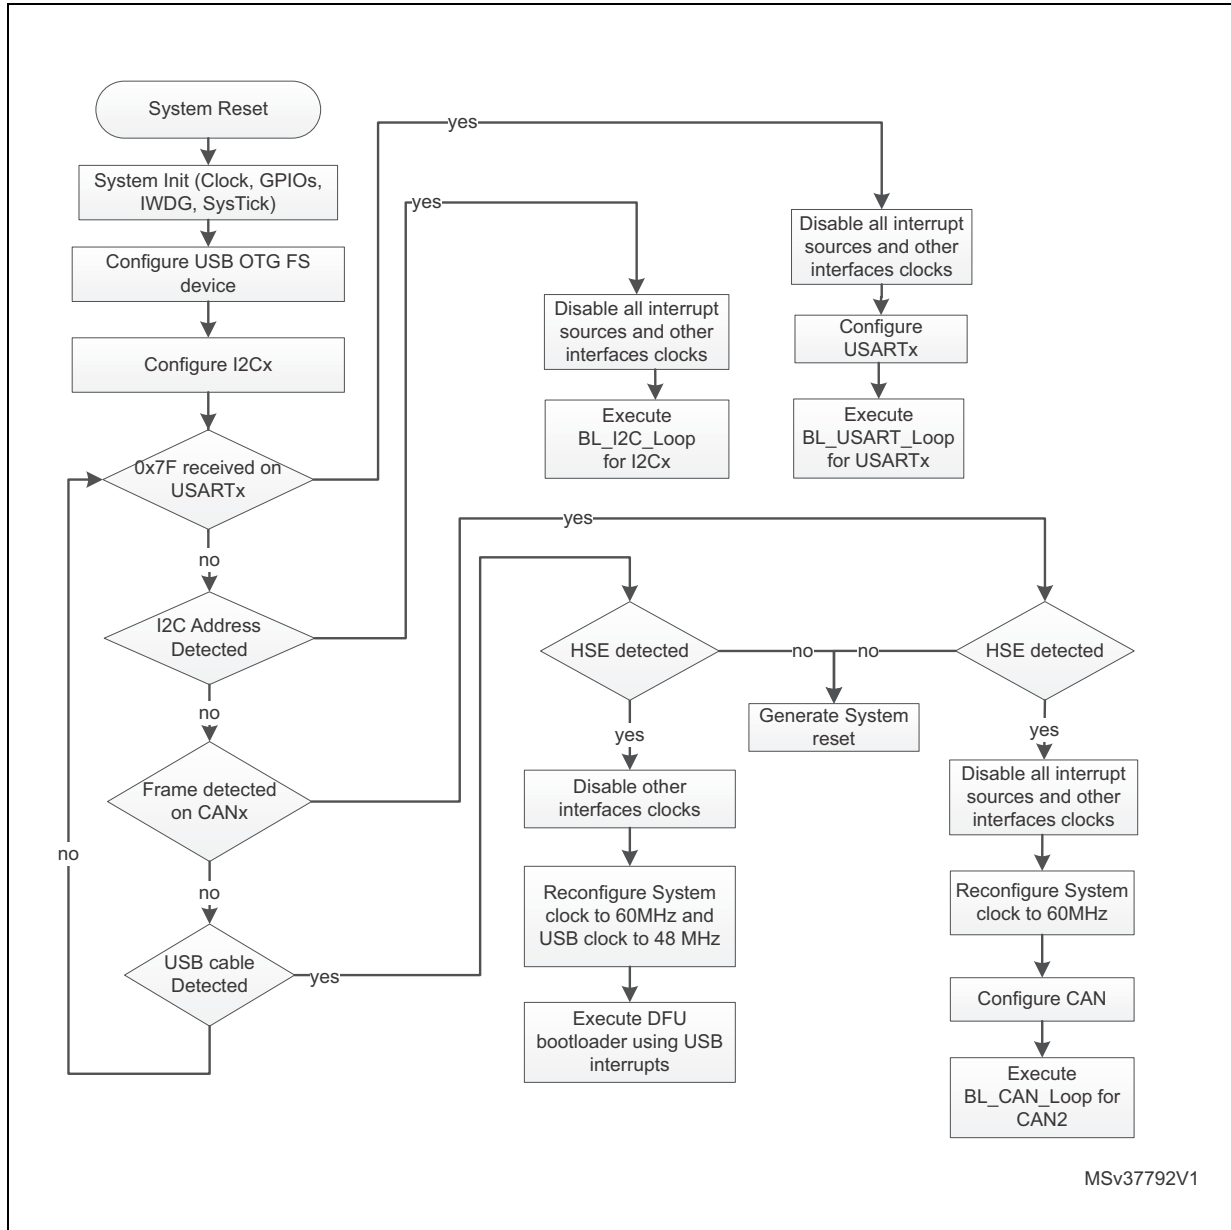 System Reset
System Init (Clock, GPIOs,
IWDG, SysTick)
Configure USB OTG FS
device
Configure I2Cx
0x7F received on
USARTx
yes
Disable all interrupt
sources and other
interfaces clocks
Configure
USARTx
Execute
BL_USART_Loop
for USARTx
no
I2C Address
Detected
yes
Disable all interrupt
sources and other
interfaces clocks
Execute
BL_I2C_Loop
for I2Cx
no
Frame detected
on CANx
yes
HSE detected
no
yes
Disable all interrupt
sources and other
interfaces clocks
Reconfigure System
clock to 60MHz
Configure CAN
Execute
BL_CAN_Loop for
CAN2
no
USB cable
Detected
yes
HSE detected
no
Generate System
reset
yes
Disable other
interfaces clocks
Reconfigure System
clock to 60MHz and
USB clock to 48 MHz
Execute DFU
bootloader using USB
interrupts
no
MSv37792V1